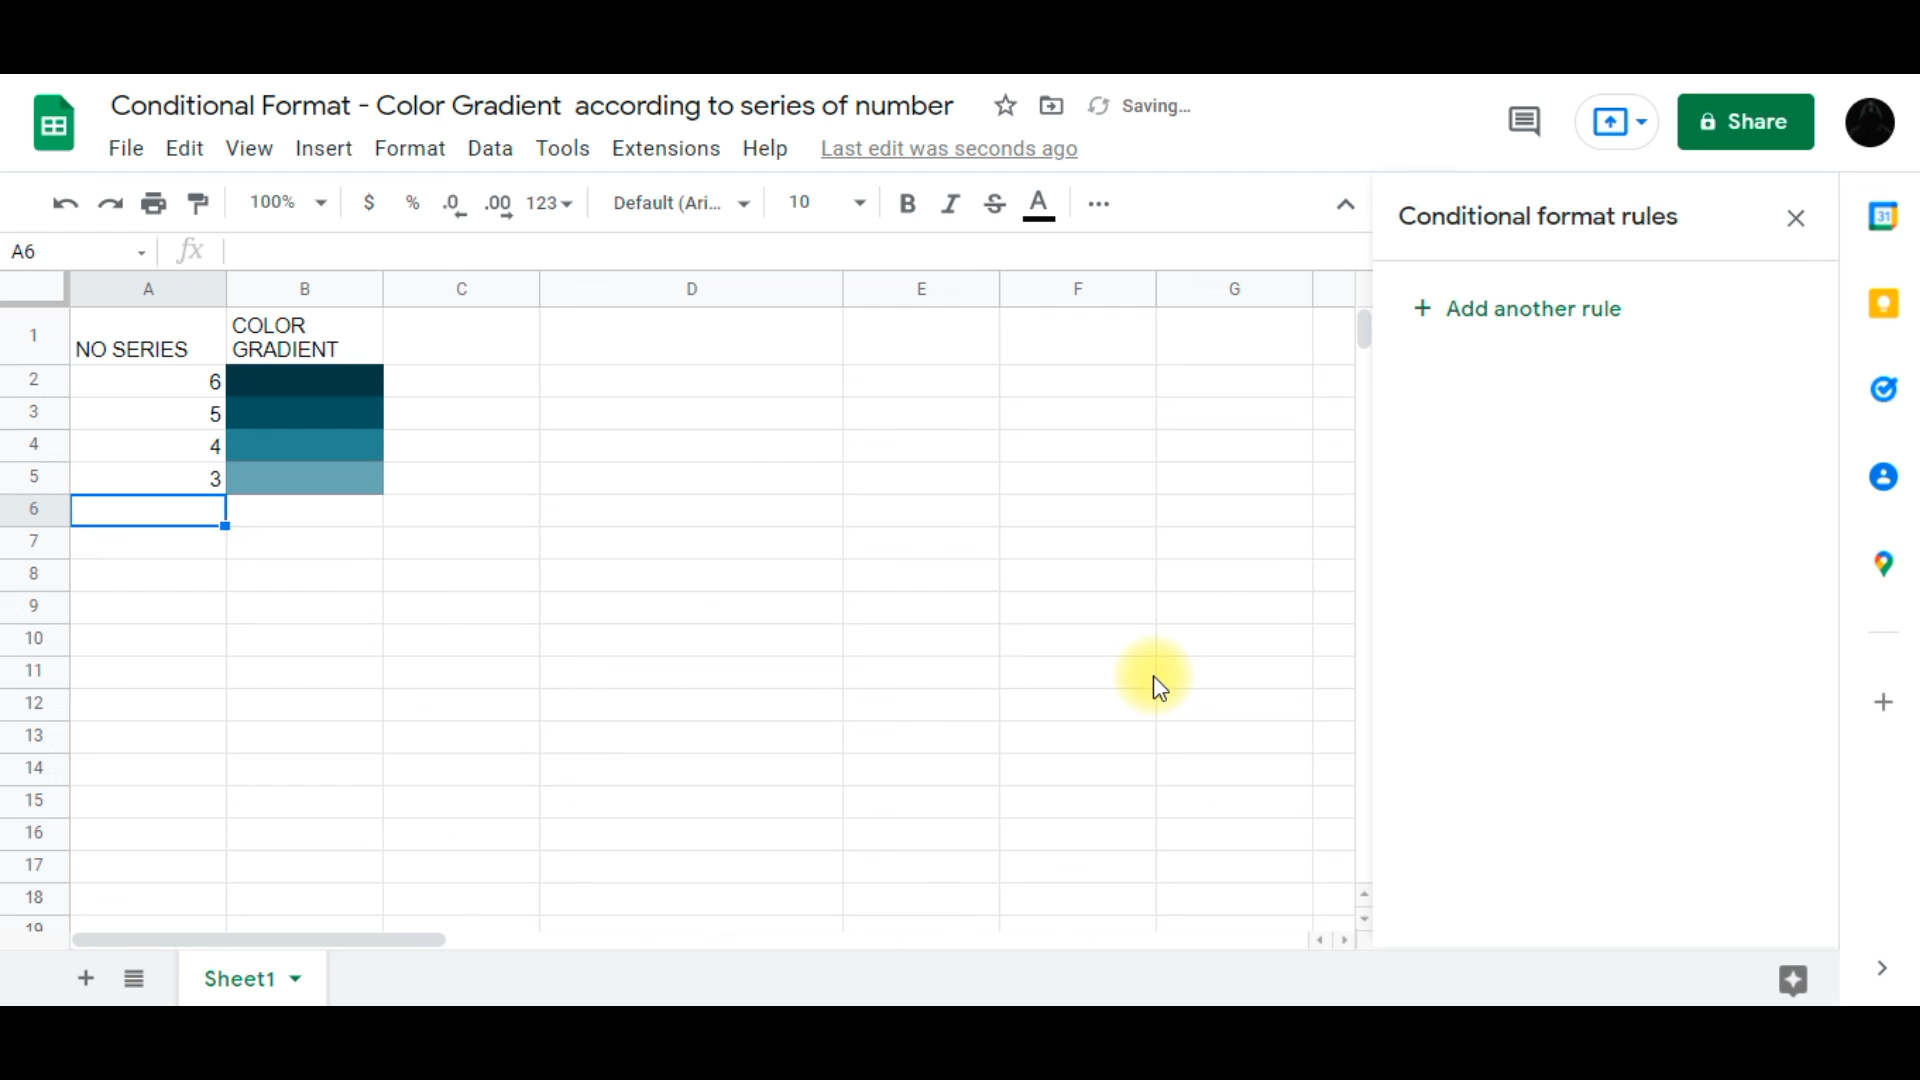 Conditional Format - Color Gradient  according to series of number
Saving...
File Edit View Insert Format Data Tools Extensions Help Last edit was seconds ago
Share
100% $ % .0 .00 123 Default (Ari... 10 B I S A
Conditional format rules
A6 fx
+ Add another rule
31
A B C D E F G
1 NO SERIES COLOR
GRADIENT
2 6
3 5
4 4
5 3
6
7
8
9
10
11
12
13
14
15
16
17
18
19
Sheet1